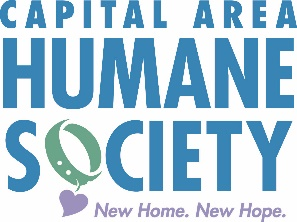 CAPITAL AREA
HUMANE
SOCIETY
New Home. New Hope.